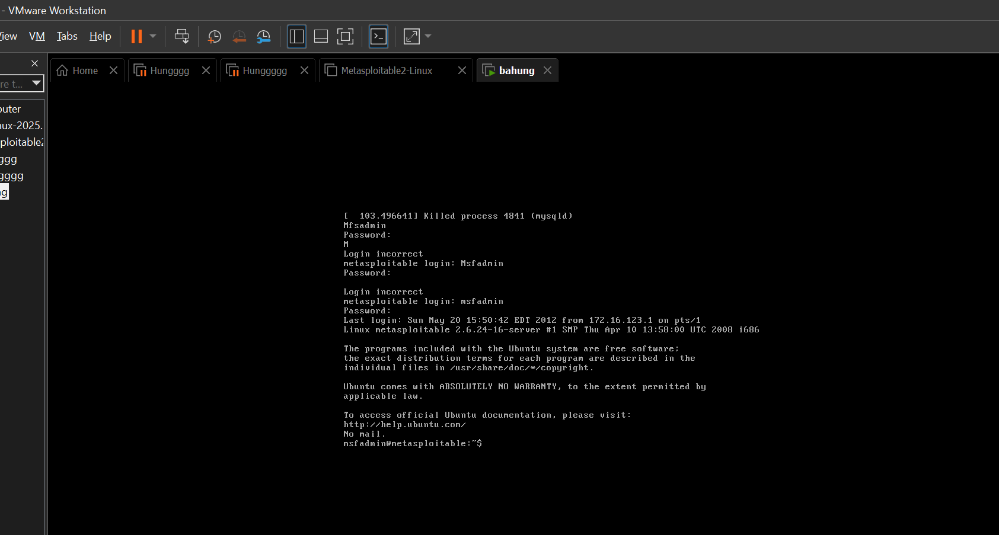 - VMware Workstation
View VM Tabs Help
Home Hungggg Hunggggg Metasploitable2-Linux bahung
re t...
outer
nux-2025.
sploitable2
ggg
gggg
ng
[  103.496641] Killed process 4841 (mysqld)
Mfsadmin
Password:
M
Login incorrect
metasploitable login: Msfadmin
Password:
Login incorrect
metasploitable login: msfadmin
Password:
Last login: Sun May 20 15:50:42 EDT 2012 from 172.16.123.1 on pts/1
Linux metasploitable 2.6.24-16-server #1 SMP Thu Apr 10 13:58:00 UTC 2008 i686
The programs included with the Ubuntu system are free software;
the exact distribution terms for each program are described in the
individual files in /usr/share/doc/*/copyright.
Ubuntu comes with ABSOLUTELY NO WARRANTY, to the extent permitted by
applicable law.
To access official Ubuntu documentation, please visit:
http://help.ubuntu.com/
No mail.
msfadmin@metasploitable:~$